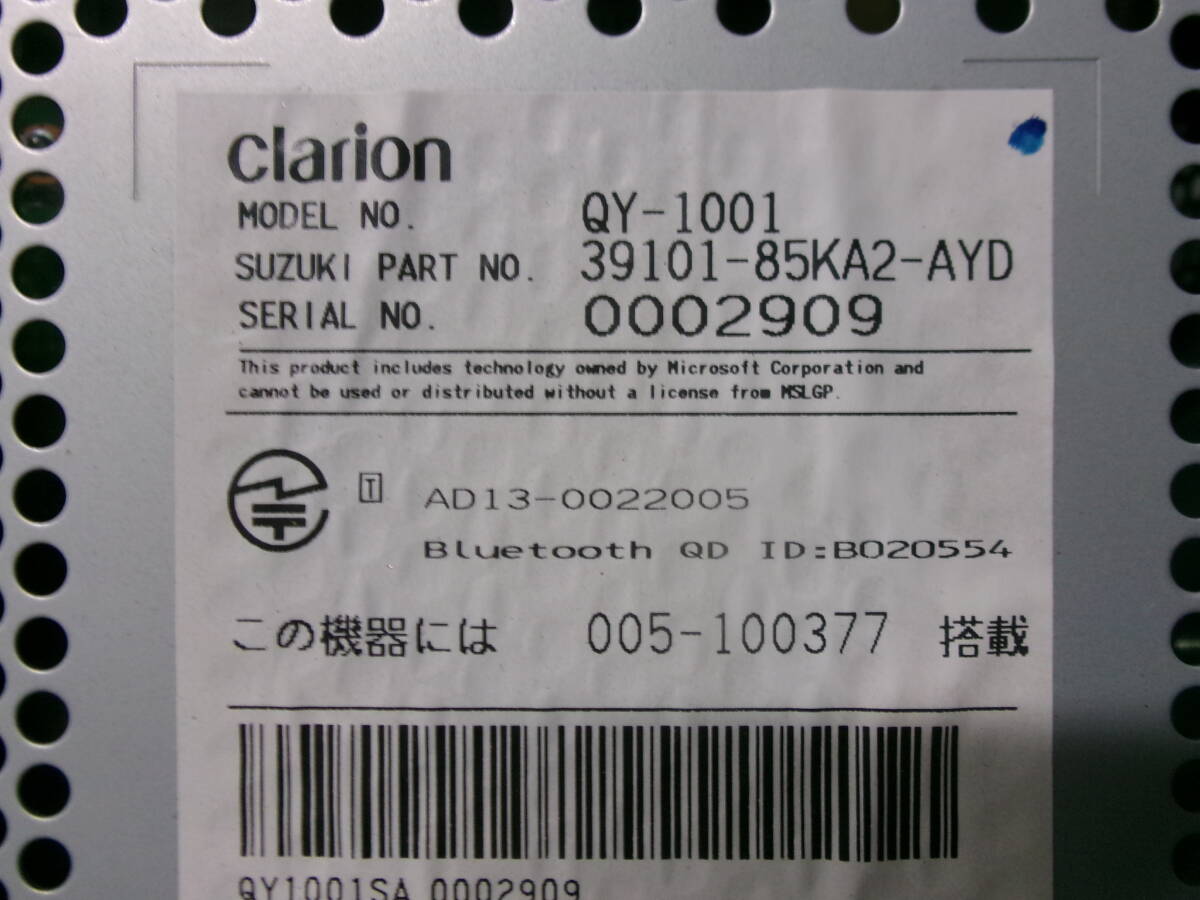 clarion
MODEL NO. QY-1001
SUZUKI PART NO. 39101-85KA2-AYD
SERIAL NO. 0002909
This product includes technology owned by Microsoft Corporation and
cannot be used or distributed without a license from MSLGP.
T AD13-0022005
Bluetooth QD ID:B020554
この機器には 005-100377 搭載
QY1001SA 0002909